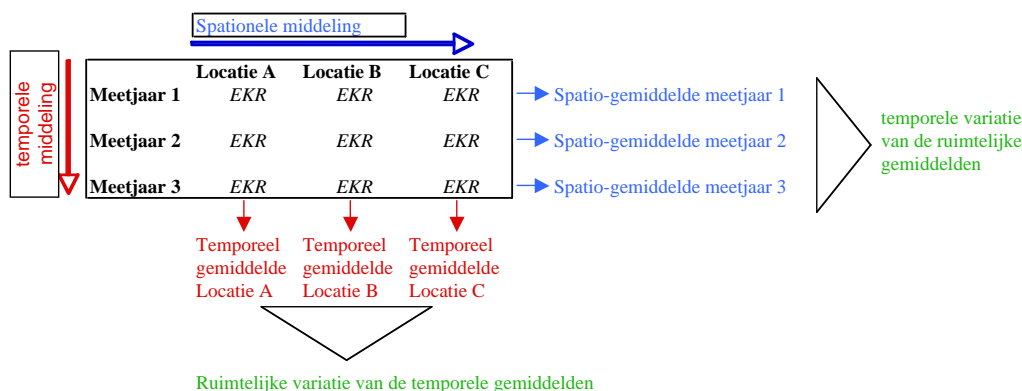 Spationele middeling
temporele
middeling
Locatie A Locatie B Locatie C
Meetjaar 1 EKR EKR EKR Spatio-gemiddelde meetjaar 1
Meetjaar 2 EKR EKR EKR Spatio-gemiddelde meetjaar 2
Meetjaar 3 EKR EKR EKR Spatio-gemiddelde meetjaar 3
temporele variatie
van de ruimtelijke
gemiddelden
Temporeel Temporeel Temporeel
gemiddelde gemiddelde gemiddelde
Locatie A Locatie B Locatie C
Ruimtelijke variatie van de temporele gemiddelden